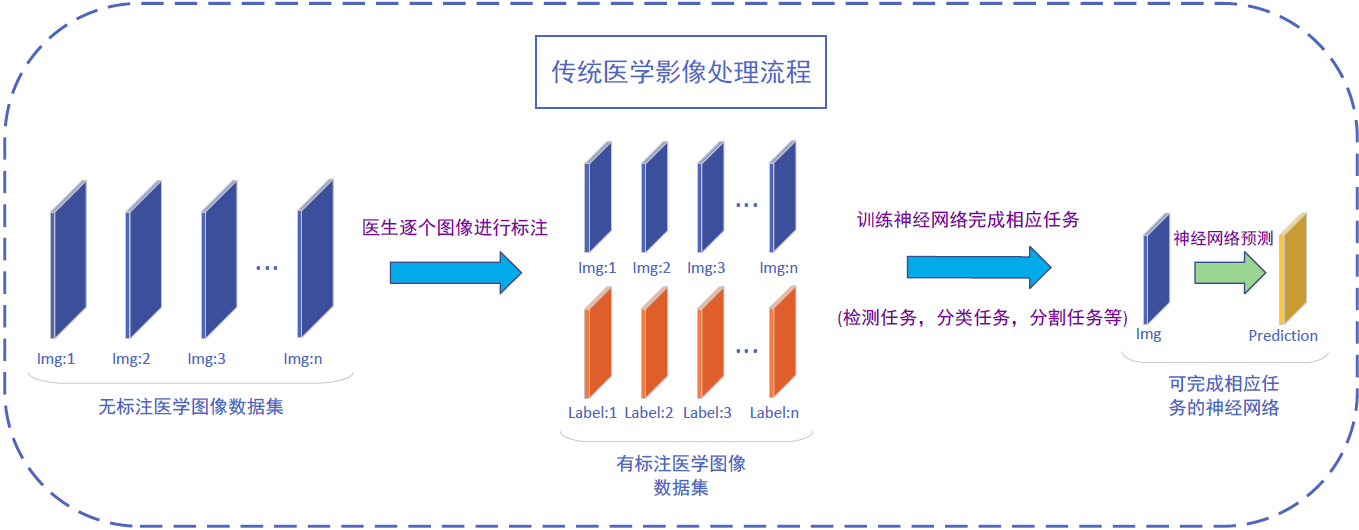 传统医学影像处理流程
Img:1
Img:2
Img:3
...
Img:n
无标注医学图像数据集
医生逐个图像进行标注
Img:1
Img:2
Img:3
...
Img:n
Label:1
Label:2
Label:3
...
Label:n
有标注医学图像
数据集
训练神经网络完成相应任务
(检测任务，分类任务，分割任务等)
神经网络预测
Img
Prediction
可完成相应任
务的神经网络